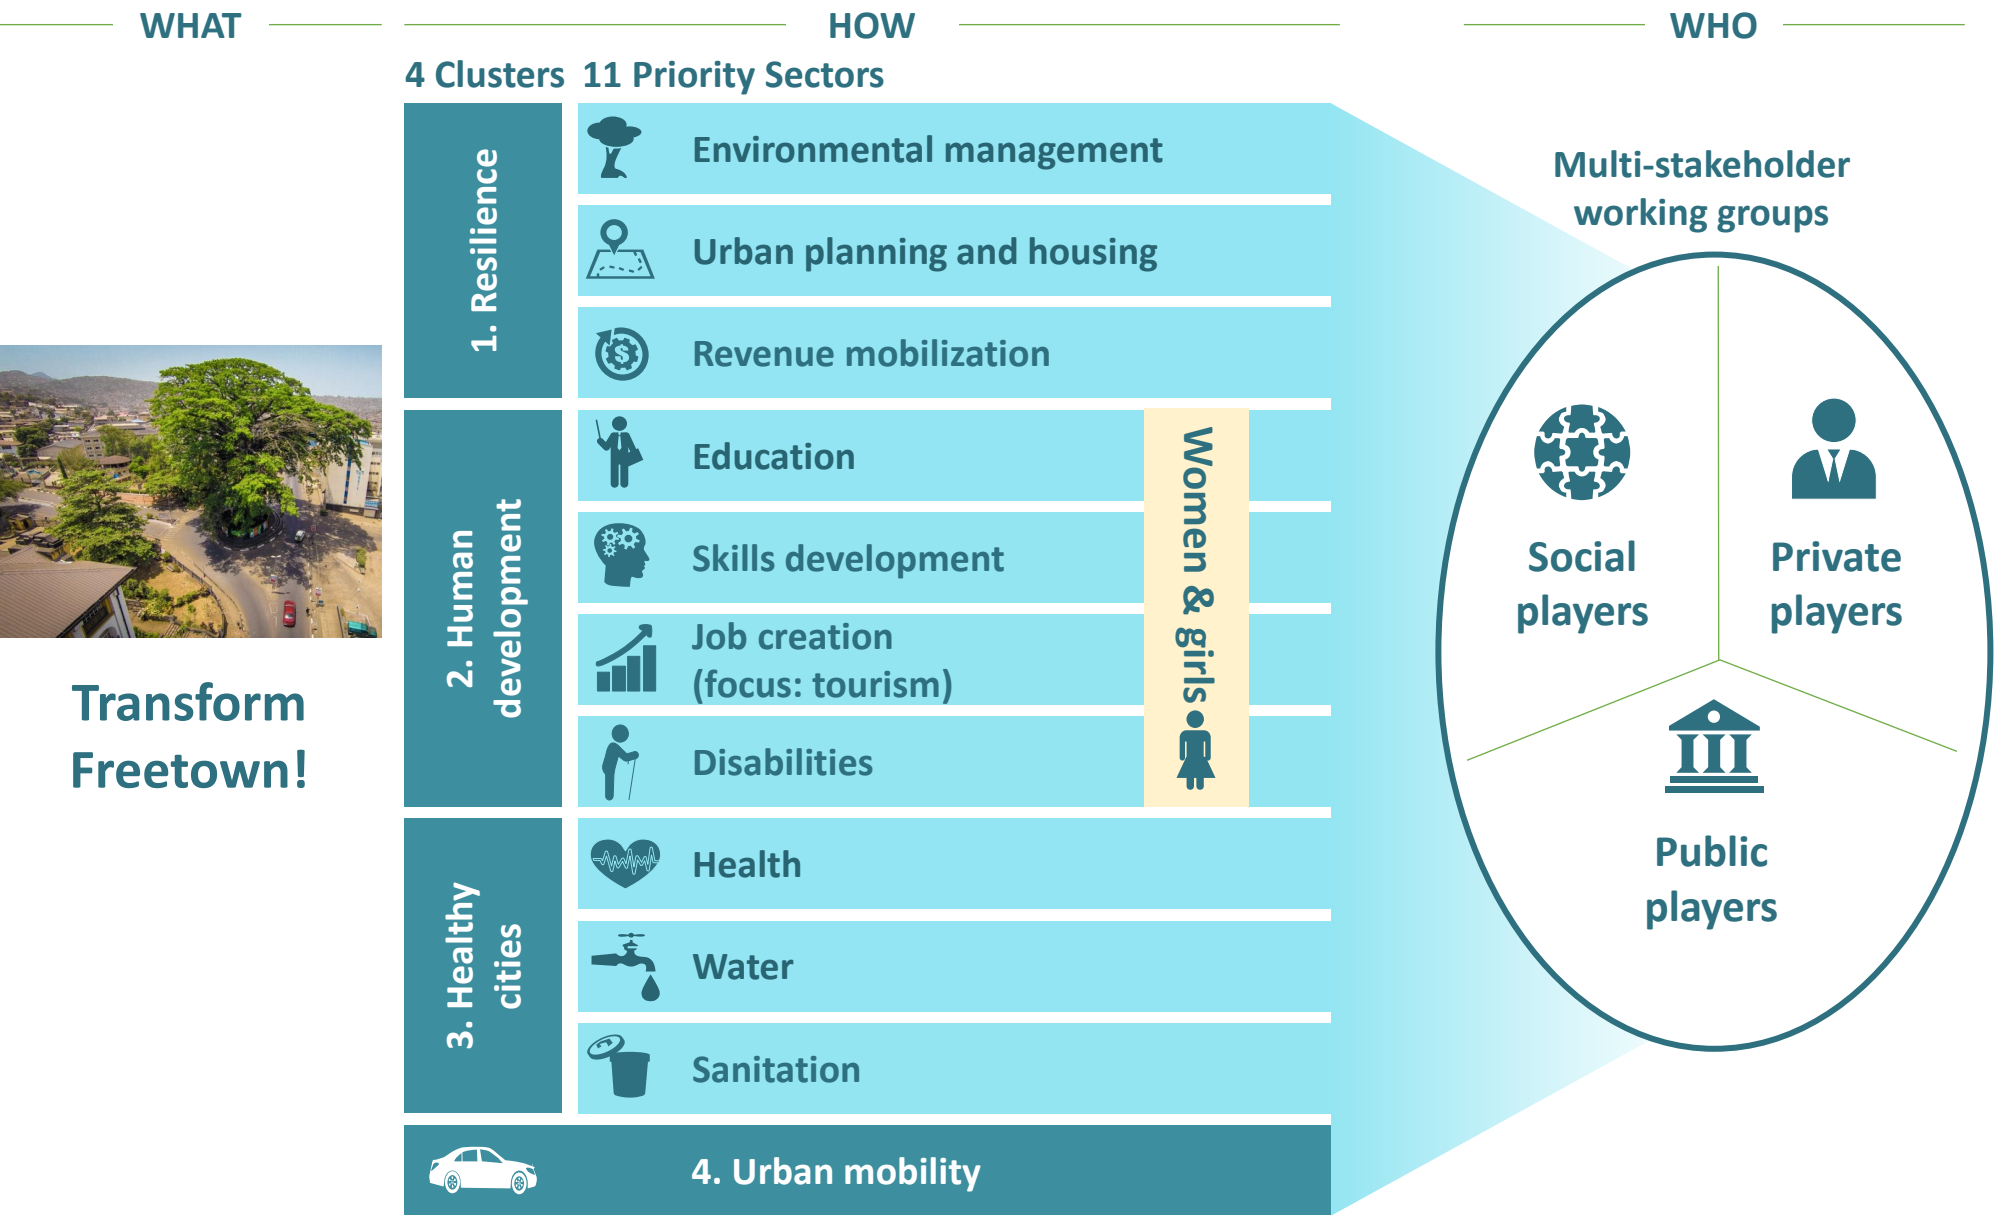 WHAT
HOW
WHO
4 Clusters
11 Priority Sectors
1. Resilience
Environmental management
Urban planning and housing
Revenue mobilization
2. Human
development
Education
Skills development
Job creation
(focus: tourism)
Disabilities
Women & girls
3. Healthy
cities
Health
Water
Sanitation
4. Urban mobility
Transform
Freetown!
Multi-stakeholder
working groups
Social
players
Private
players
Public
players